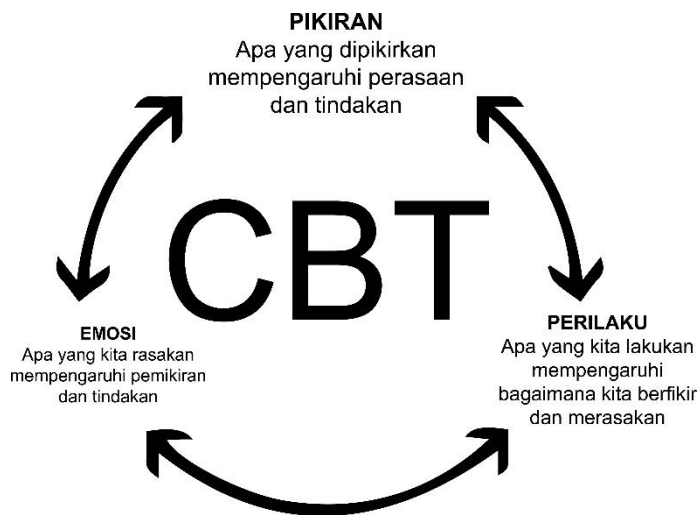 PIKIRAN
Apa yang dipikirkan
mempengaruhi perasaan
dan tindakan
CBT
EMOSI
Apa yang kita rasakan
mempengaruhi pemikiran
dan tindakan
PERILAKU
Apa yang kita lakukan
mempengaruhi
bagaimana kita berfikir
dan merasakan